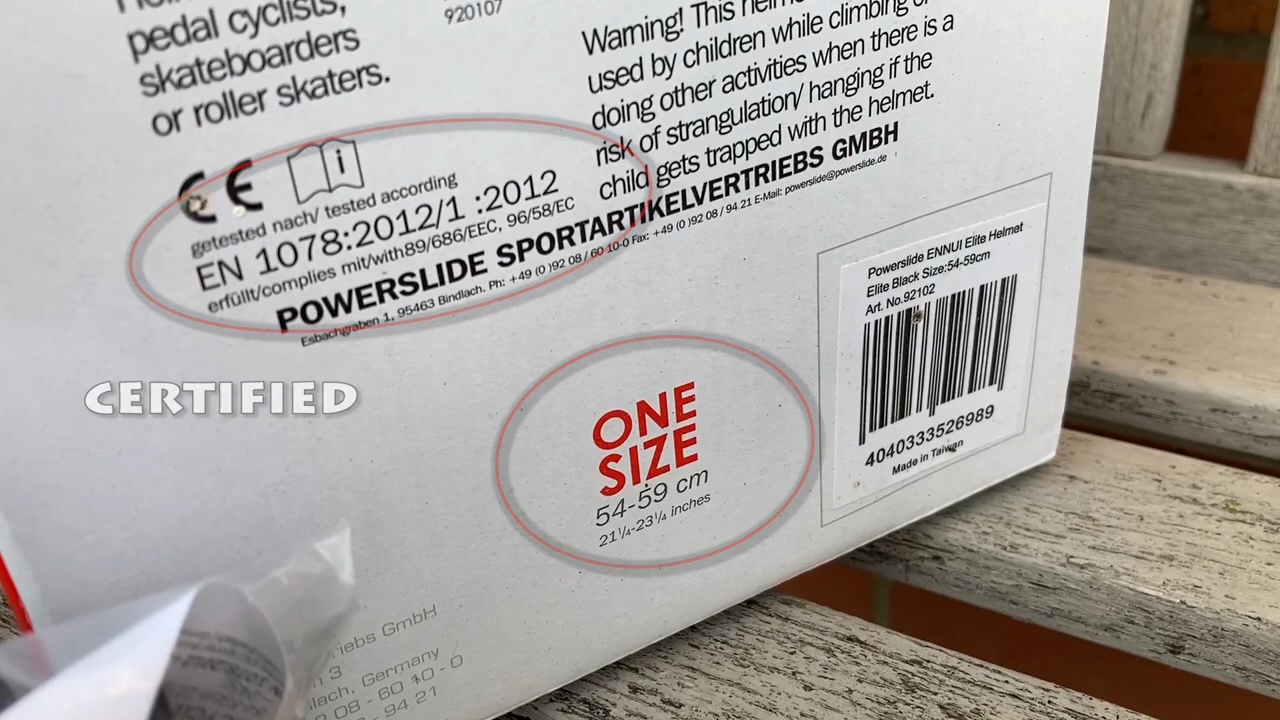 pedal cyclists,
skateboarders
or roller skaters.
920107
Warning! This
used by children while climbing or
doing other activities when there is a
risk of strangulation/ hanging if the
child gets trapped with the helmet.
CE i
getested nach/ tested according
EN 1078:2012/1 :2012
erfüllt/complies mit/with89/686/EEC, 96/58/EC
POWERSLIDE SPORTARTIKELVERTRIEBS GMBH
Esbachgraben 1, 95463 Bindlach. Ph: +49 (0 )92 08 / 60 10-0 Fax: +49 (0 )92 08 / 94 21 E-Mail: powerslide@powerslide.de
Powerslide ENNUI Elite Helmet
Elite Black Size:54-59cm
Art. No.92102
4040333526989
Made in Taiwan
CERTIFIED
ONE
SIZE
54-59 cm
21¼-23¼ inches
GmbH
3
Germany
08 - 60 10 - 0
- 94 21